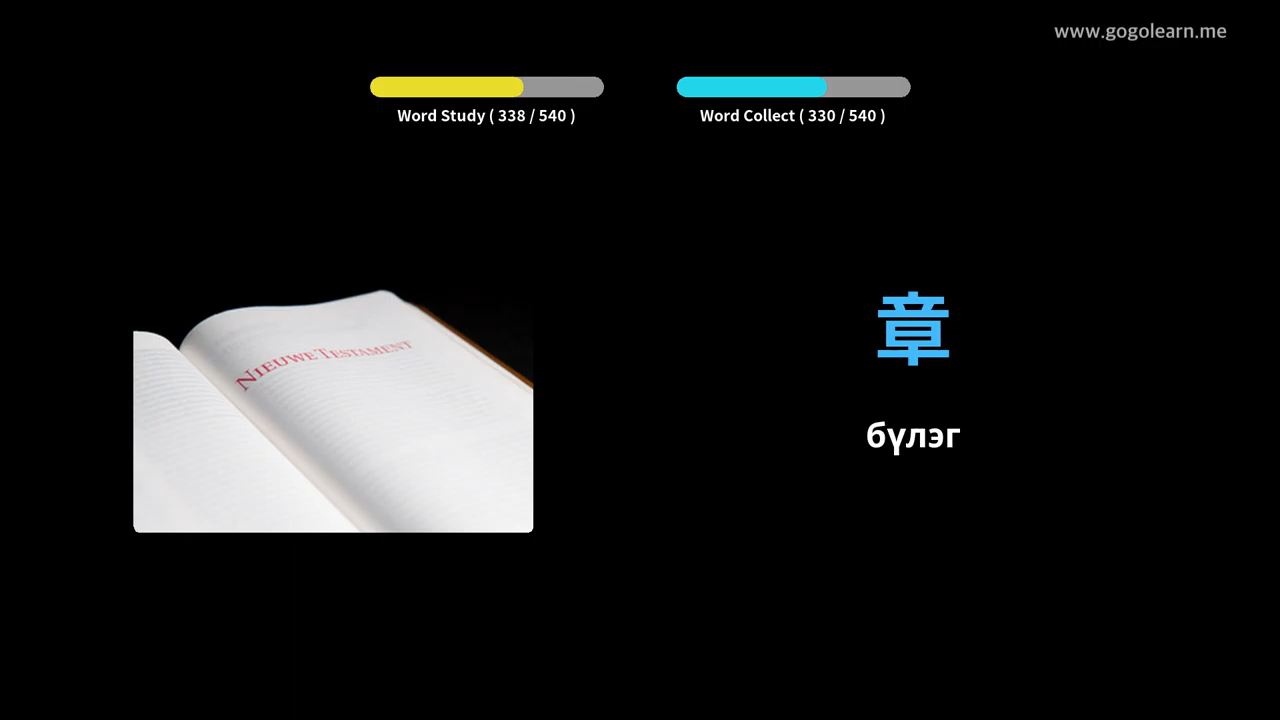 www.gogolearn.me
Word Study ( 338 / 540 )
Word Collect ( 330 / 540 )
NIEUWE TESTAMENT
章
бүлэг